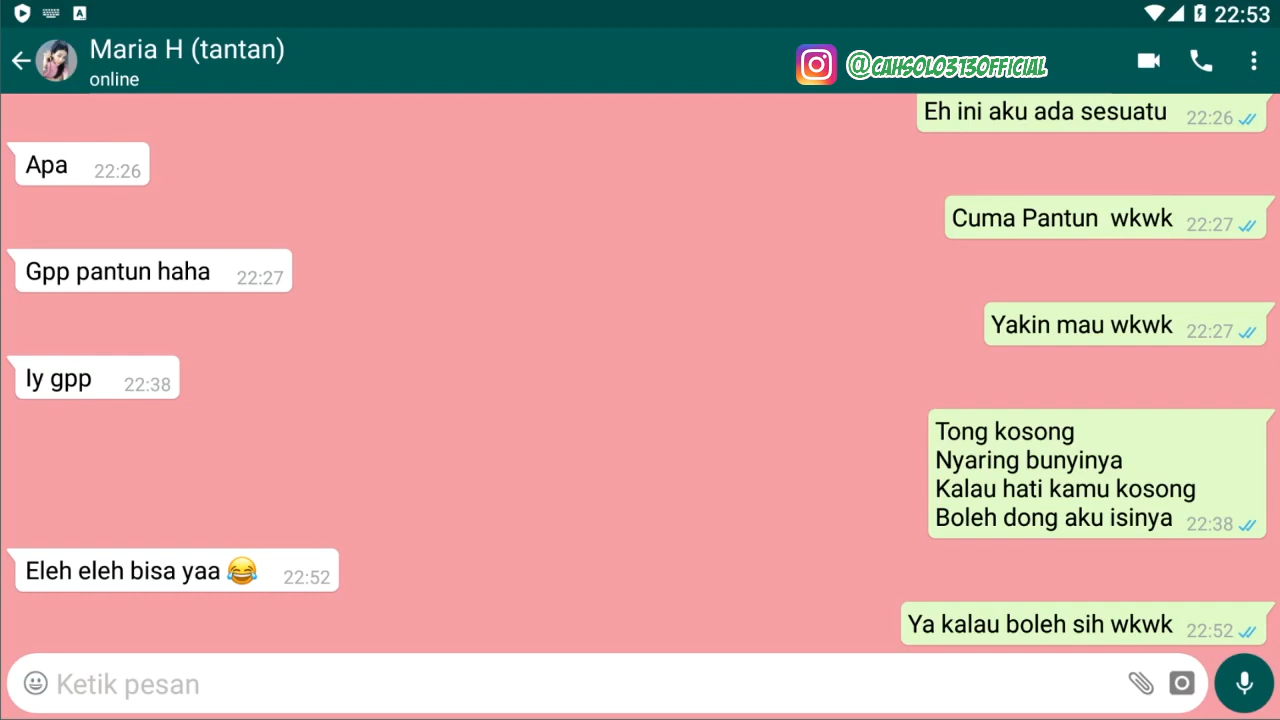 22:53
Maria H (tantan)
online
@CAHSOLO313OFFICIAL
Eh ini aku ada sesuatu 22:26
Apa 22:26
Cuma Pantun wkwk 22:27
Gpp pantun haha 22:27
Yakin mau wkwk 22:27
Iy gpp 22:38
Tong kosong
Nyaring bunyinya
Kalau hati kamu kosong
Boleh dong aku isinya 22:38
Eleh eleh bisa yaa 😂 22:52
Ya kalau boleh sih wkwk 22:52
Ketik pesan